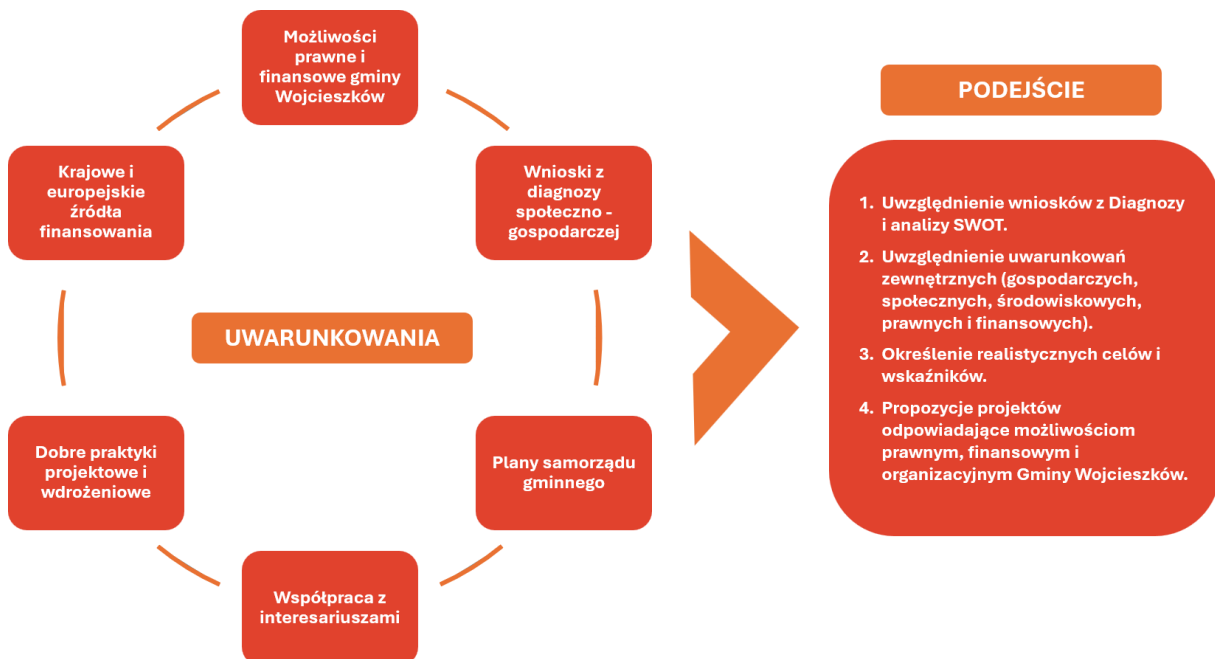 Możliwości
prawne i
finansowe gminy
Wojcieszków
Krajowe i
europejskie
źródła
finansowania
Wnioski z
diagnozy
społeczno -
gospodarczej
UWARUNKOWANIA
Dobre praktyki
projektowe i
wdrożeniowe
Plany samorządu
gminnego
Współpraca z
interesariuszami
PODEJŚCIE
1. Uwzględnienie wniosków z Diagnozy
i analizy SWOT.
2. Uwzględnienie uwarunkowań
zewnętrznych (gospodarczych,
społecznych, środowiskowych,
prawnych i finansowych).
3. Określenie realistycznych celów i
wskaźników.
4. Propozycje projektów
odpowiadające możliwościom
prawnym, finansowym i
organizacyjnym Gminy Wojcieszków.